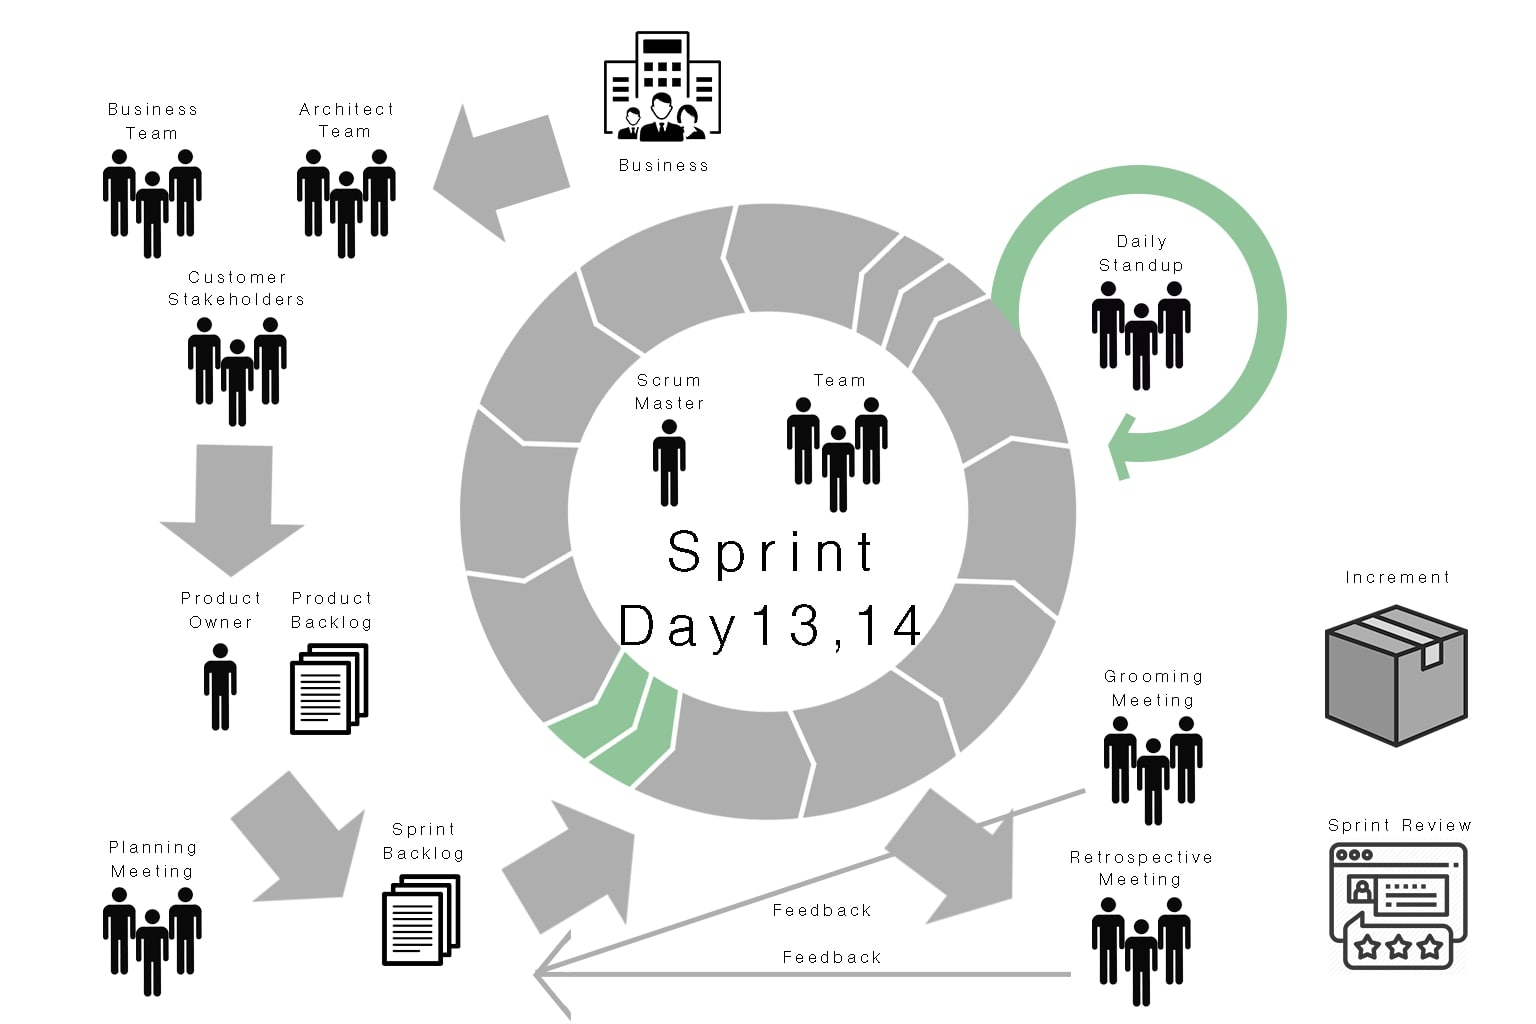 Business
Business
Team
Architect
Team
Customer
Stakeholders
Daily
Standup
Scrum
Master
Team
Sprint
Day13,14
Product
Owner
Product
Backlog
Increment
Grooming
Meeting
Planning
Meeting
Sprint
Backlog
Sprint Review
Retrospective
Meeting
Feedback
Feedback